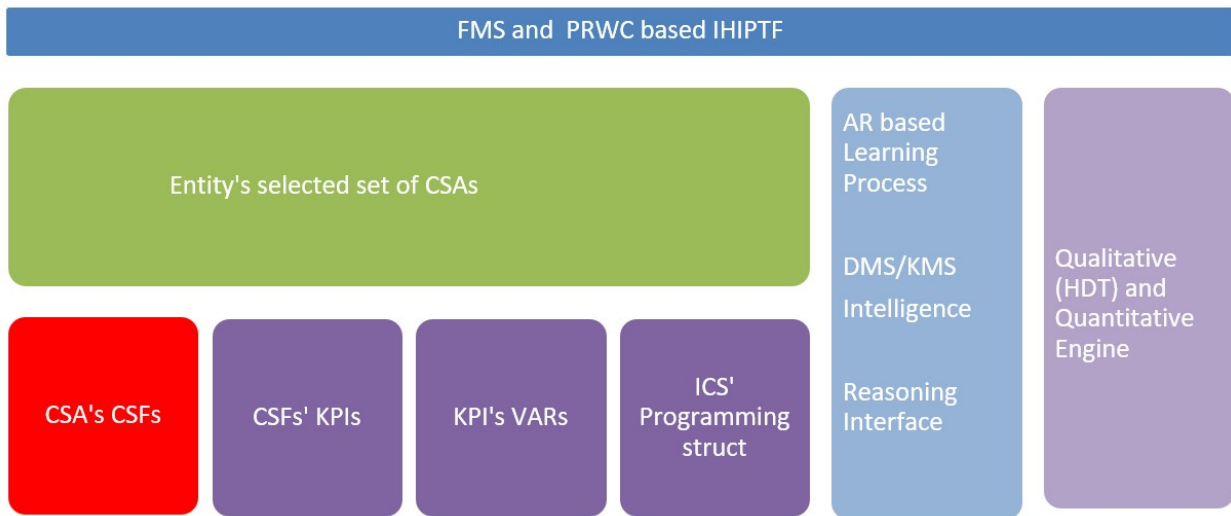 FMS and  PRWC based IHIPTF
Entity's selected set of CSAs
CSA's CSFs
CSFs' KPIs
KPI's VARs
ICS'
Programming
struct
AR based
Learning
Process
DMS/KMS
Intelligence
Reasoning
Interface
Qualitative
(HDT) and
Quantitative
Engine